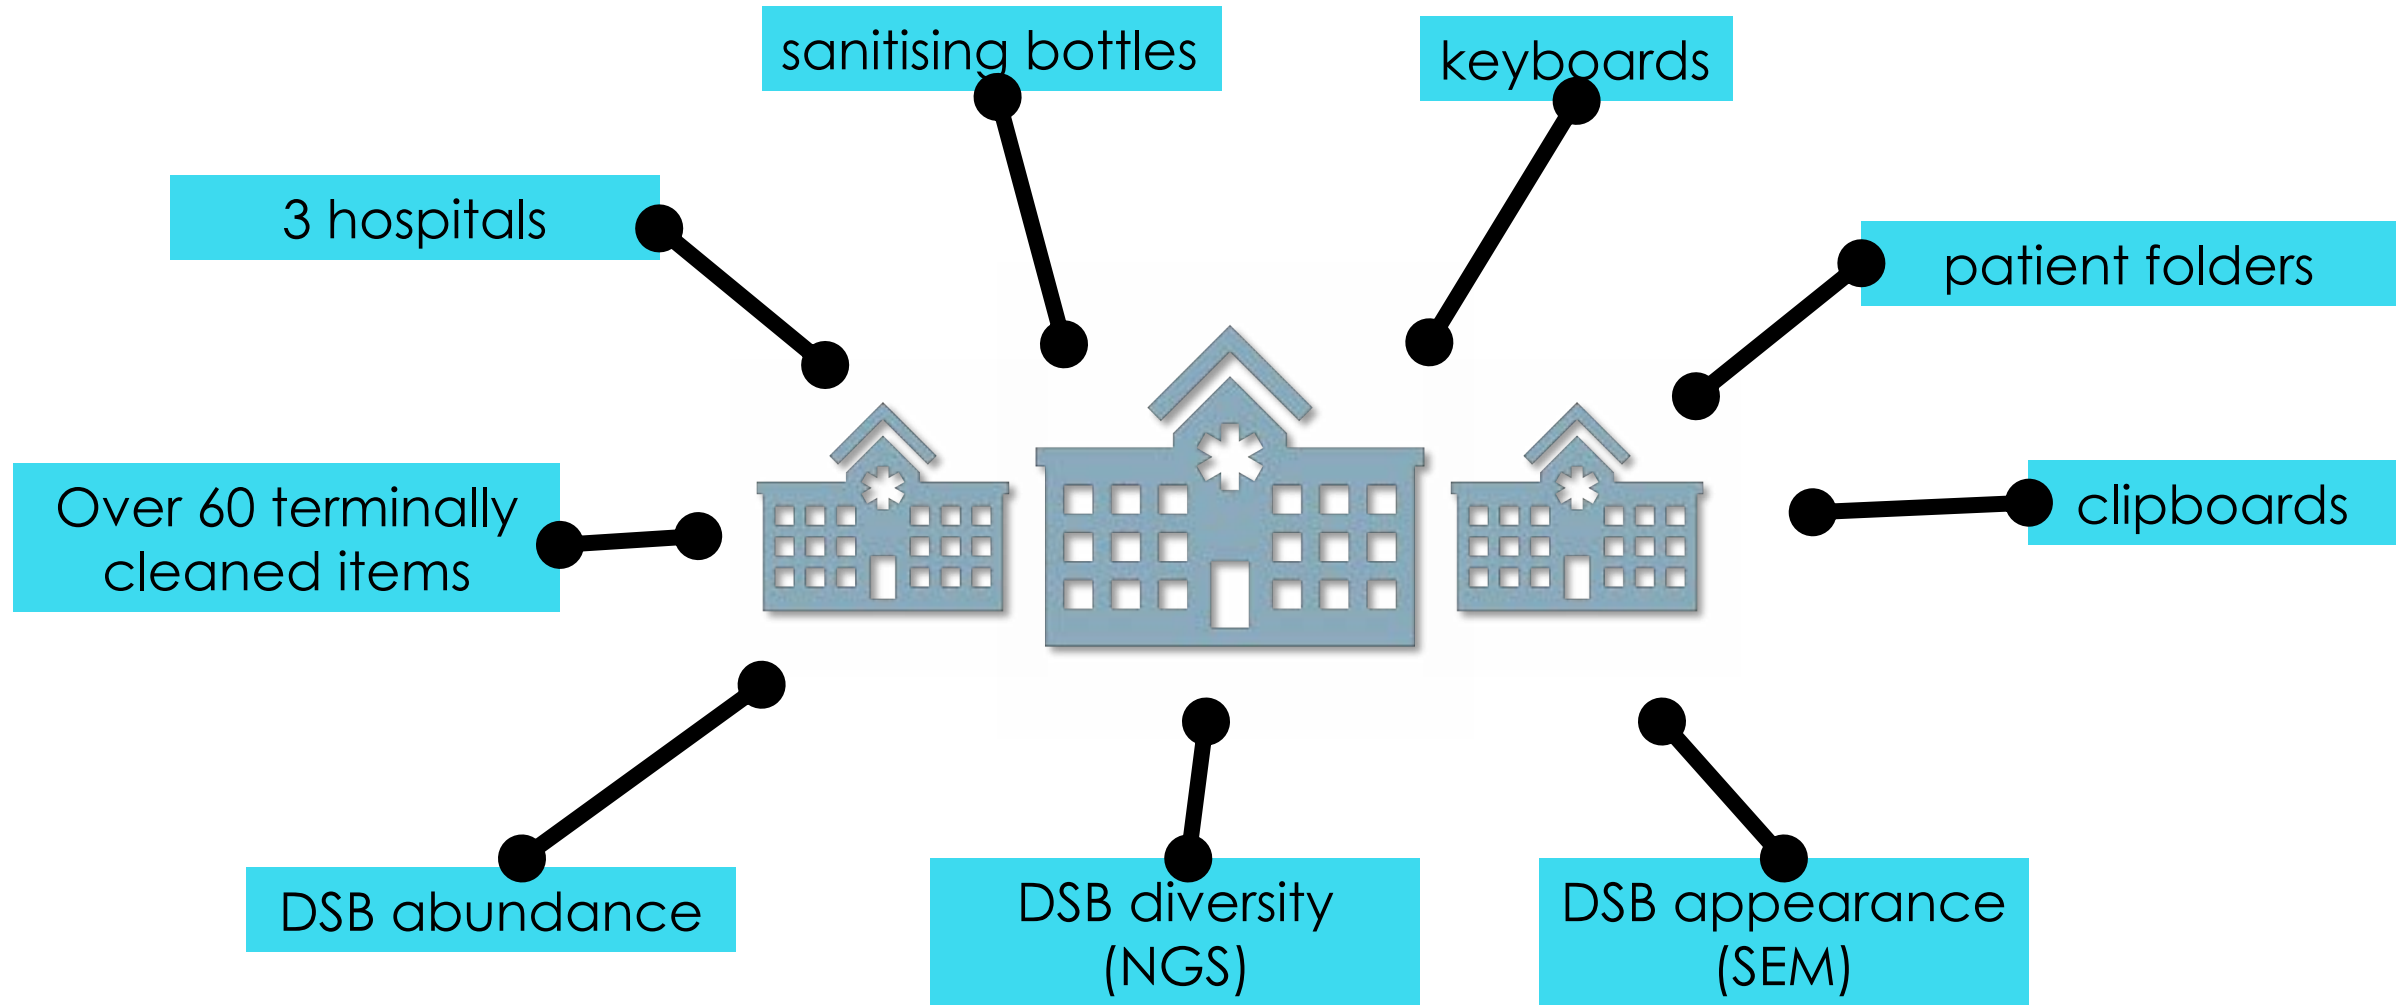 sanitising bottles
keyboards
3 hospitals
patient folders
Over 60 terminally
cleaned items
clipboards
DSB abundance
DSB diversity
(NGS)
DSB appearance
(SEM)